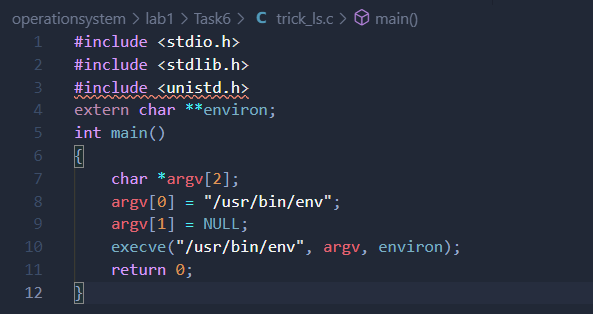 operationsystem > lab1 > Task6 > C trick_ls.c > main()
1 #include <stdio.h>
2 #include <stdlib.h>
3 #include <unistd.h>
4 extern char **environ;
5 int main()
6 {
7 char *argv[2];
8 argv[0] = "/usr/bin/env";
9 argv[1] = NULL;
10 execve("/usr/bin/env", argv, environ);
11 return 0;
12 }